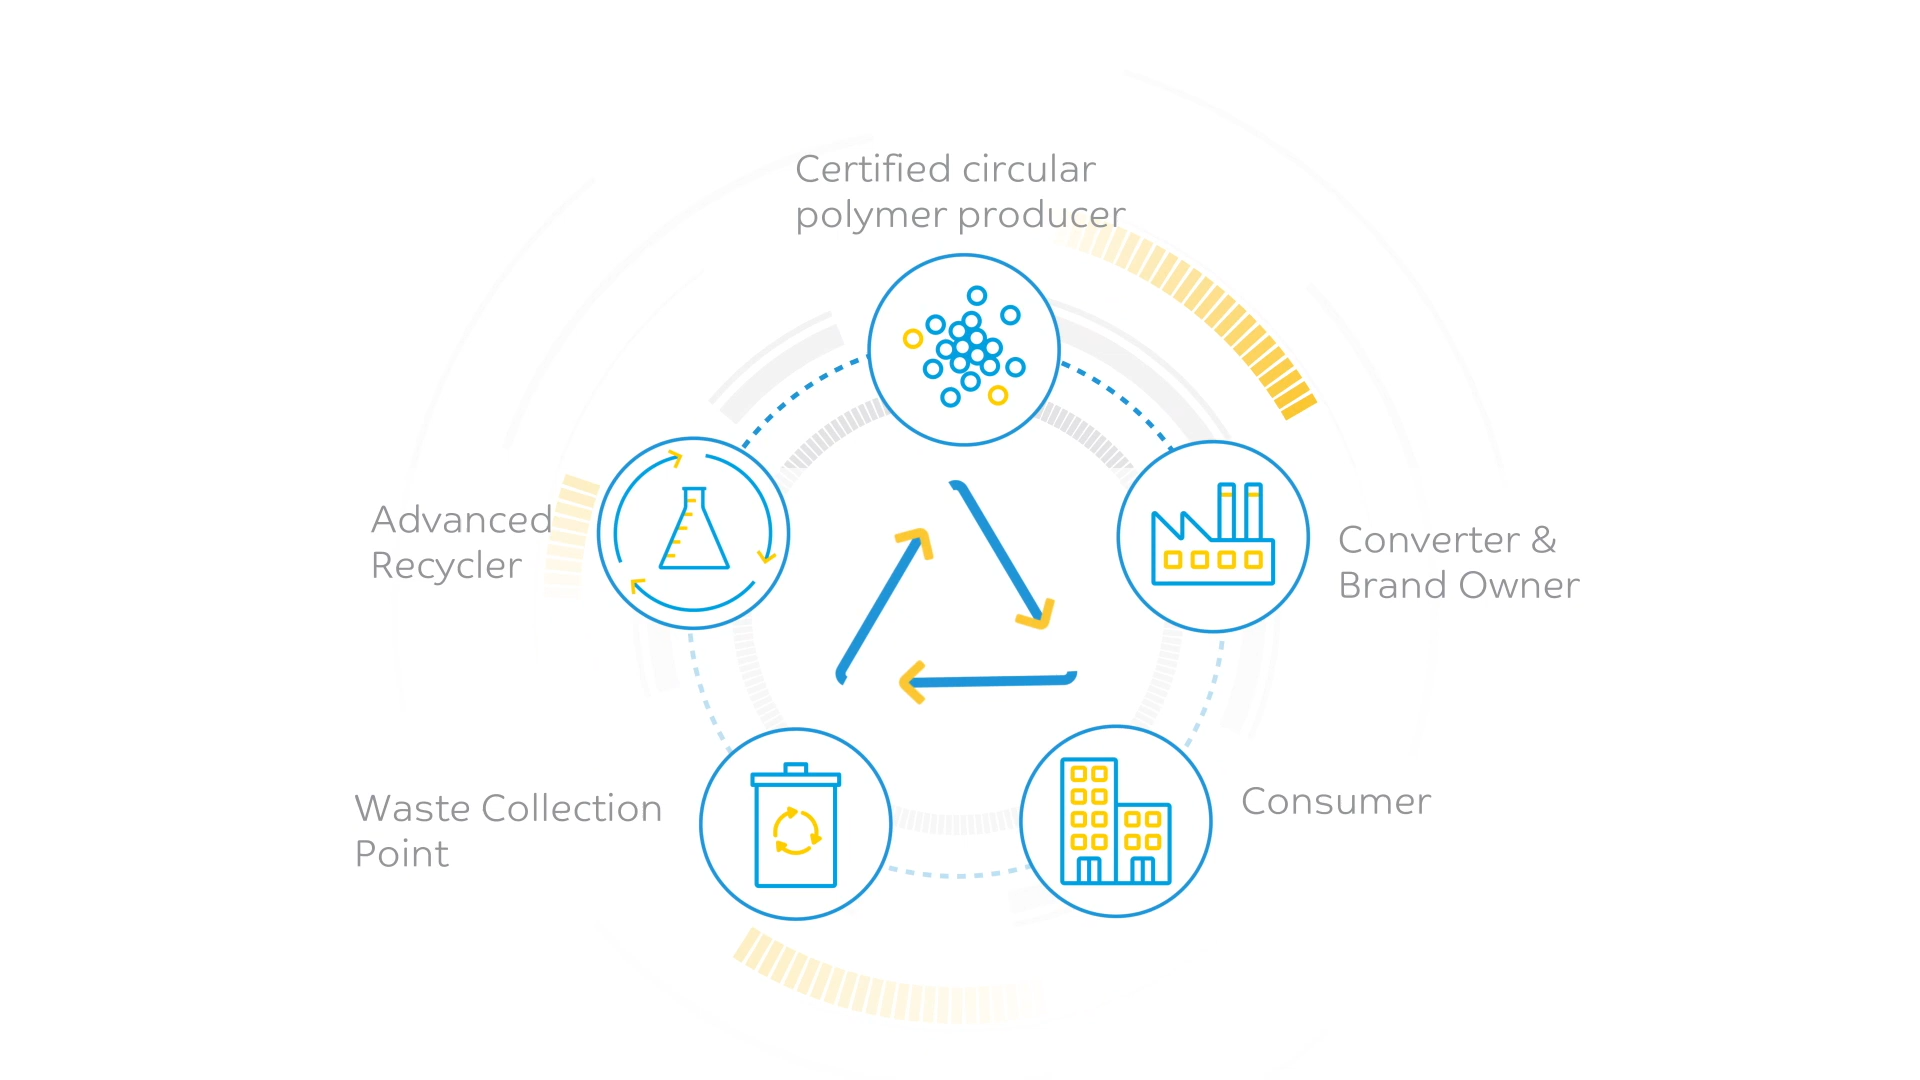 Certified circular
polymer producer
Advanced
Recycler
Converter &
Brand Owner
Waste Collection
Point
Consumer